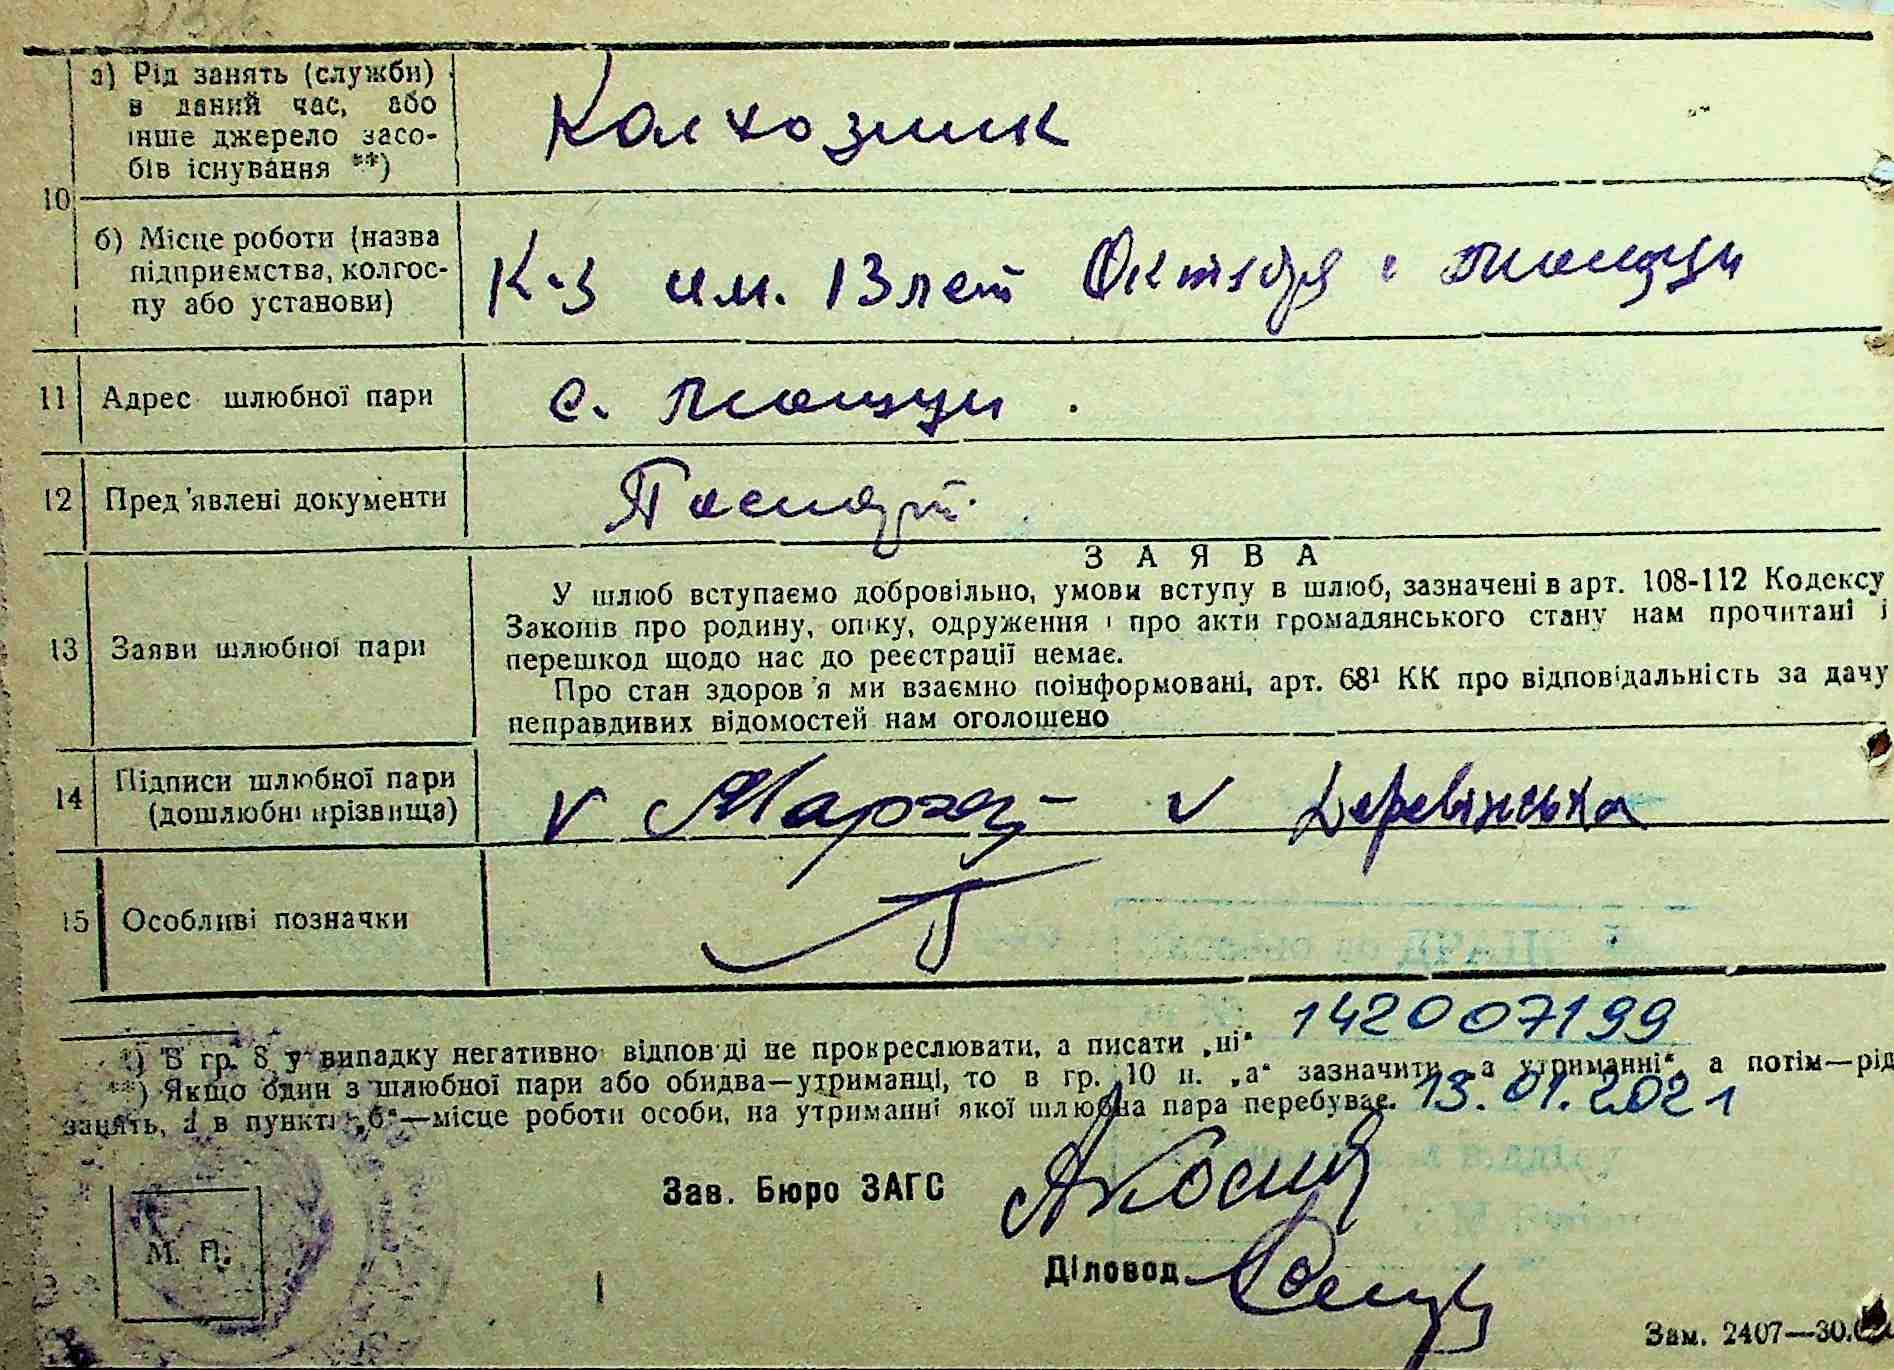 10
а) Рід занять (служби)
в даний час, або
інше джерело засо-
бів існування **)
Колхозник
б) Місце роботи (назва
підприємства, колгос-
пу або установи)
К-з им. 13 лет Октября с
11 Адрес шлюбної пари
с.
12 Пред'явлені документи
Паспорт.
ЗАЯВА
13 Заяви шлюбної пари
У шлюб вступаємо добровільно, умови вступу в шлюб, зазначені в арт. 108-112 Кодексу
Законів про родину, опіку, одруження і про акти громадянського стану нам прочитані і
перешкод щодо нас до реєстрації немає.
Про стан здоров'я ми взаємно поінформовані, арт. 68¹ КК про відповідальність за дачу
неправдивих відомостей нам оголошено
14 Підписи шлюбної пари
(дошлюбні прізвища)
V V Деревінська
15 Особливі позначки
142007199
*) В гр. 8 у випадку негативної відповіді не прокреслювати, а писати „ні“
**) Якщо один з шлюбної пари або обидва—утриманці, то в гр. 10 п. „а“ зазначити „на утриманні“, а потім—рід
занять, а в пункті „б“—місце роботи особи, на утриманні якої шлюбна пара перебуває.
13.01.2021
Зав. Бюро ЗАГС
М. П.
Діловод
Зам. 2407—30.